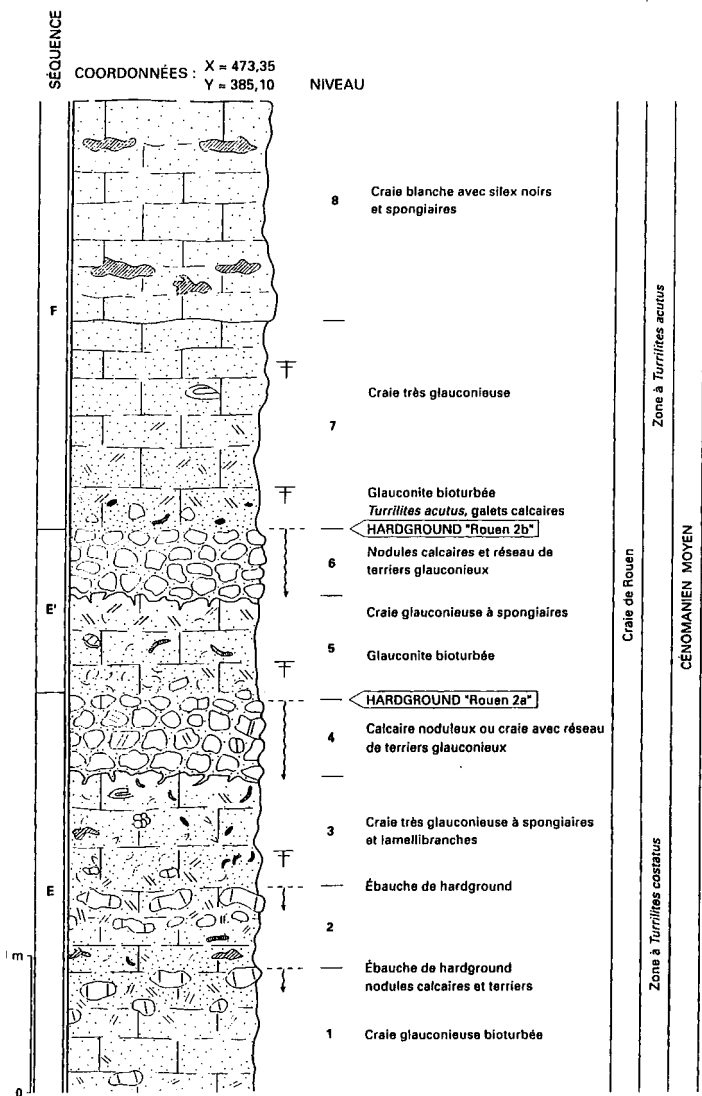 SÉQUENCE
COORDONNÉES : X = 473,35
Y = 385,10
NIVEAU
8
Craie blanche avec silex noirs
et spongiaires
F
Craie très glauconieuse
7
Glauconite bioturbée
Turrilites acutus, galets calcaires
HARDGROUND "Rouen 2b"
6
Nodules calcaires et réseau de
terriers glauconieux
E'
Craie glauconieuse à spongiaires
5
Glauconite bioturbée
HARDGROUND "Rouen 2a"
4
Calcaire noduleux ou craie avec réseau
de terriers glauconieux
3
Craie très glauconieuse à spongiaires
et lamellibranches
E
Ébauche de hardground
2
m
Ébauche de hardground
nodules calcaires et terriers
1
Craie glauconieuse bioturbée
0
Craie de Rouen
Zone à Turrilites acutus
Zone à Turrilites costatus
CÉNOMANIEN MOYEN